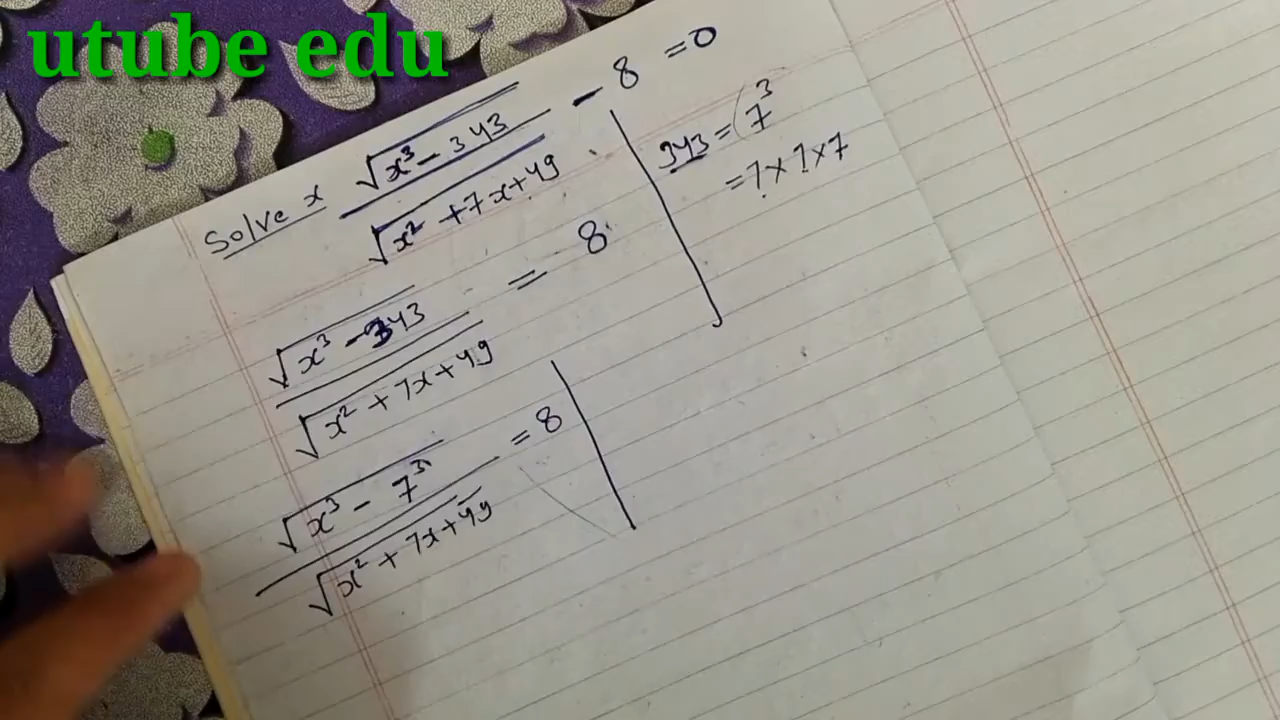 utube edu
Solve x √(x³ - 343) / √(x² + 7x + 49) - 8 = 0
343 = (7³
= 7 x 7 x 7
√(x³ - 343) / √(x² + 7x + 49) = 8
√(x³ - 7³) / √(x² + 7x + 49) = 8